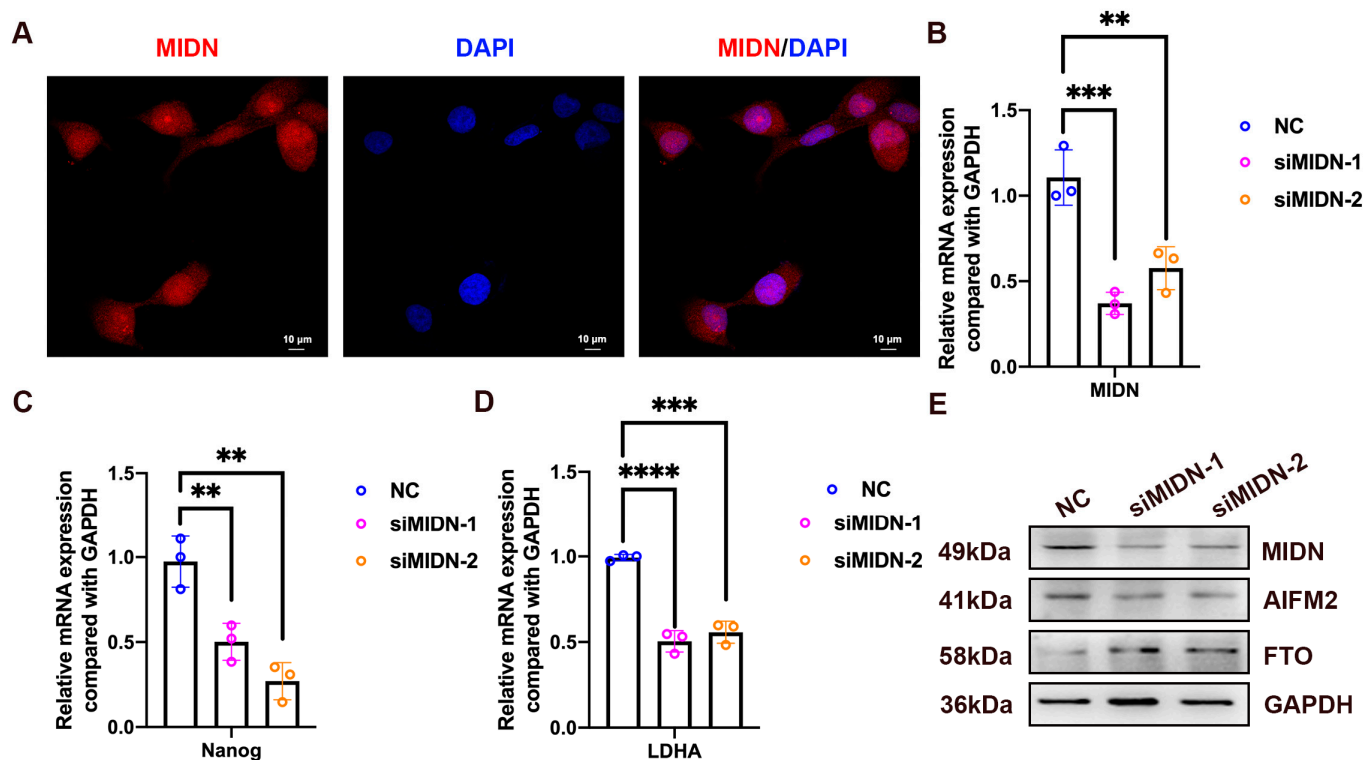 A
MIDN
DAPI
MIDN/DAPI
10 μm
10 μm
10 μm
B
**
***
Relative mRNA expression
compared with GAPDH
1.5
1.0
0.5
0.0
MIDN
NC
siMIDN-1
siMIDN-2
C
**
**
Relative mRNA expression
compared with GAPDH
1.5
1.0
0.5
0.0
Nanog
NC
siMIDN-1
siMIDN-2
D
***
****
Relative mRNA expression
compared with GAPDH
1.5
1.0
0.5
0.0
LDHA
NC
siMIDN-1
siMIDN-2
E
NC siMIDN-1 siMIDN-2
49kDa MIDN
41kDa AIFM2
58kDa FTO
36kDa GAPDH